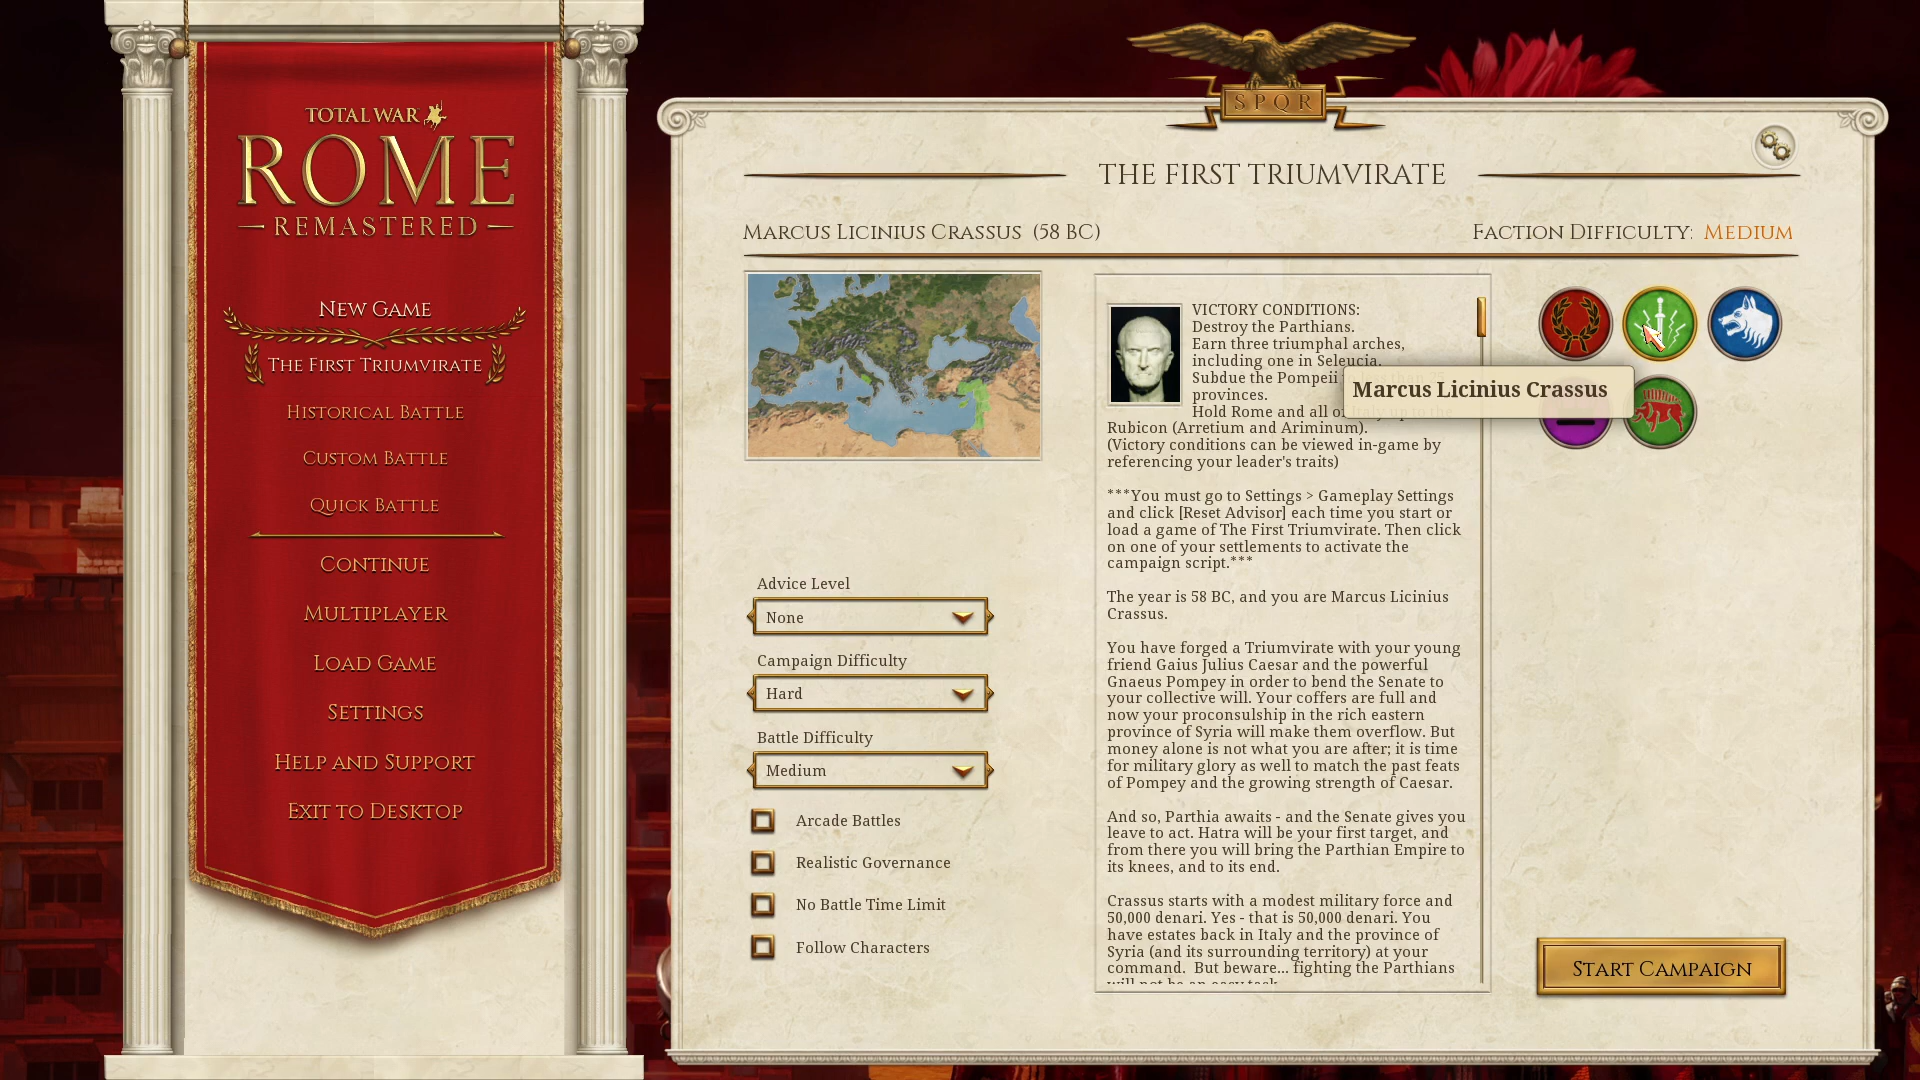 TOTAL WAR
ROME
REMASTERED
New Game
The First Triumvirate
Historical Battle
Custom Battle
Quick Battle
Continue
Multiplayer
Load Game
Settings
Help and Support
Exit to Desktop
SPQR
The First Triumvirate
Marcus Licinius Crassus (58 BC)
Faction Difficulty: Medium
Advice Level
None
Campaign Difficulty
Hard
Battle Difficulty
Medium
Arcade Battles
Realistic Governance
No Battle Time Limit
Follow Characters
VICTORY CONDITIONS:
Destroy the Parthians.
Earn three triumphal arches,
including one in Seleucia.
Subdue the Pompeii
provinces.
Hold Rome and all of Italy up to the
Rubicon (Arretium and Ariminum).
(Victory conditions can be viewed in-game by
referencing your leader's traits)
***You must go to Settings > Gameplay Settings
and click [Reset Advisor] each time you start or
load a game of The First Triumvirate. Then click
on one of your settlements to activate the
campaign script.***
The year is 58 BC, and you are Marcus Licinius
Crassus.
You have forged a Triumvirate with your young
friend Gaius Julius Caesar and the powerful
Gnaeus Pompey in order to bend the Senate to
your collective will. Your coffers are full and
now your proconsulship in the rich eastern
province of Syria will make them overflow. But
money alone is not what you are after; it is time
for military glory as well to match the past feats
of Pompey and the growing strength of Caesar.
And so, Parthia awaits - and the Senate gives you
leave to act. Hatra will be your first target, and
from there you will bring the Parthian Empire to
its knees, and to its end.
Crassus starts with a modest military force and
50,000 denari. Yes - that is 50,000 denari. You
have estates back in Italy and the province of
Syria (and its surrounding territory) at your
command. But beware... fighting the Parthians
will not be an easy task
Marcus Licinius Crassus
Start Campaign